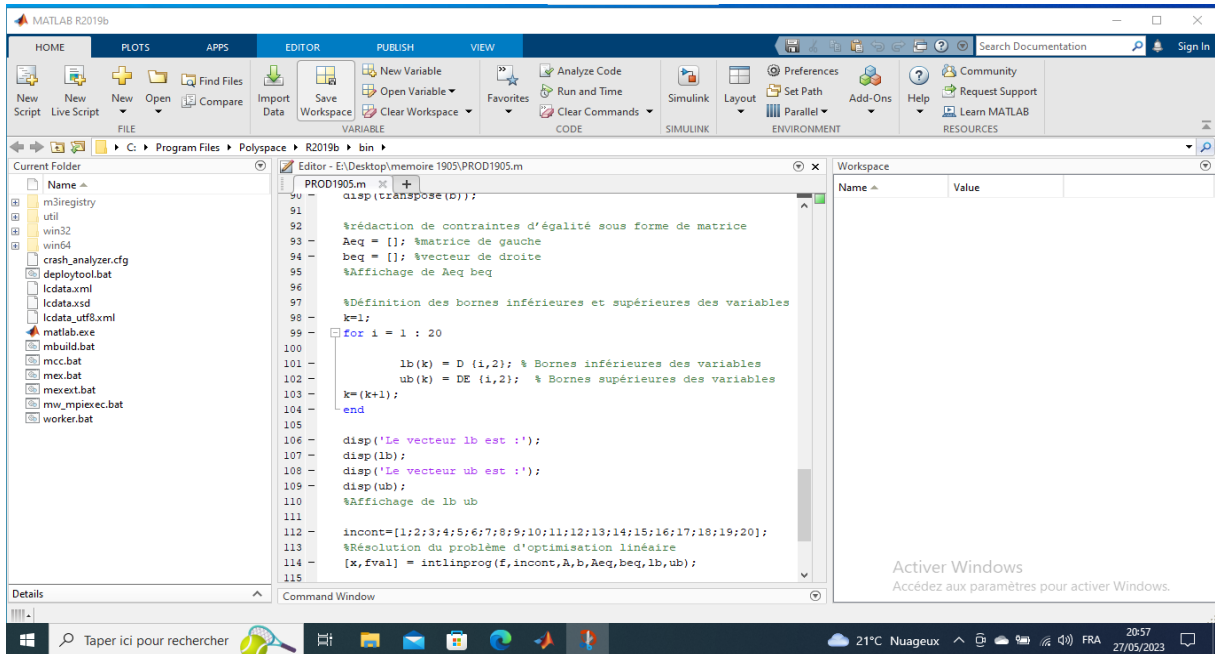 MATLAB R2019b
HOME PLOTS APPS EDITOR PUBLISH VIEW Search Documentation Sign In
New Script New Live Script New Open Find Files Compare Import Data Save Workspace New Variable Open Variable Clear Workspace Favorites Analyze Code Run and Time Clear Commands Simulink Layout Preferences Set Path Parallel Add-Ons Help Community Request Support Learn MATLAB
FILE VARIABLE CODE SIMULINK ENVIRONMENT RESOURCES
C: Program Files Polyspace R2019b bin
Current Folder
Name
m3iregistry
util
win32
win64
crash_analyzer.cfg
deploytool.bat
lcdata.xml
lcdata.xsd
lcdata_utf8.xml
matlab.exe
mbuild.bat
mcc.bat
mex.bat
mexext.bat
mw_mpiexec.bat
worker.bat
Details
Editor - E:\Desktop\memoire 1905\PROD1905.m
PROD1905.m
90 – disp(transpose(b));
91
92 %rédaction de contraintes d’égalité sous forme de matrice
93 – Aeq = []; %matrice de gauche
94 – beq = []; %vecteur de droite
95 %Affichage de Aeq beq
96
97 %Définition des bornes inférieures et supérieures des variables
98 – k=1;
99 – for i = 1 : 20
100
101 – lb(k) = D {i,2}; % Bornes inférieures des variables
102 – ub(k) = DE {i,2}; % Bornes supérieures des variables
103 – k=(k+1);
104 – end
105
106 – disp('Le vecteur lb est :');
107 – disp(lb);
108 – disp('Le vecteur ub est :');
109 – disp(ub);
110 %Affichage de lb ub
111
112 – incont=[1;2;3;4;5;6;7;8;9;10;11;12;13;14;15;16;17;18;19;20];
113 %Résolution du problème d'optimisation linéaire
114 – [x,fval] = intlinprog(f,incont,A,b,Aeq,beq,lb,ub);
115
Command Window
Workspace
Name Value
Activer Windows
Accédez aux paramètres pour activer Windows.
Taper ici pour rechercher
21°C Nuageux FRA 20:57
27/05/2023